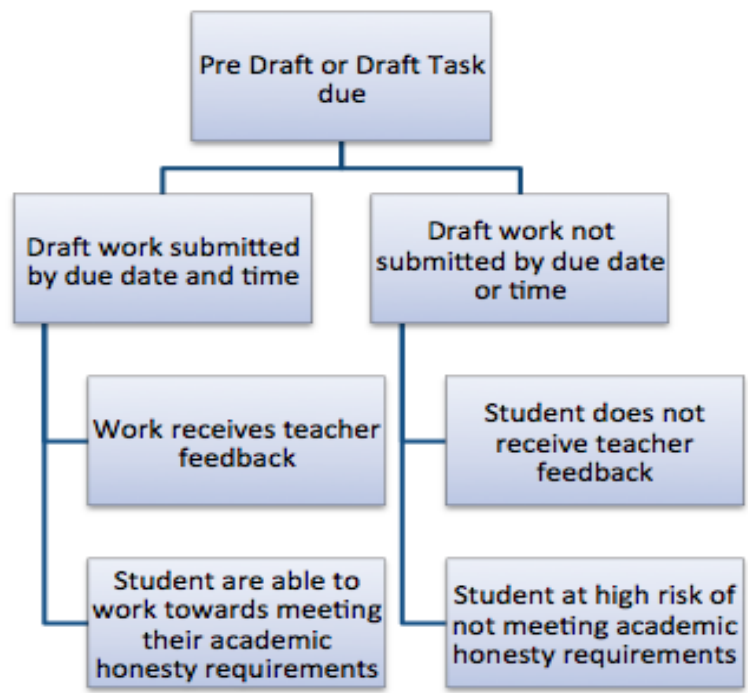 Pre Draft or Draft Task
due
Draft work submitted
by due date and time
Draft work not
submitted by due date
or time
Work receives teacher
feedback
Student does not
receive teacher
feedback
Student are able to
work towards meeting
their academic
honesty requirements
Student at high risk of
not meeting academic
honesty requirements